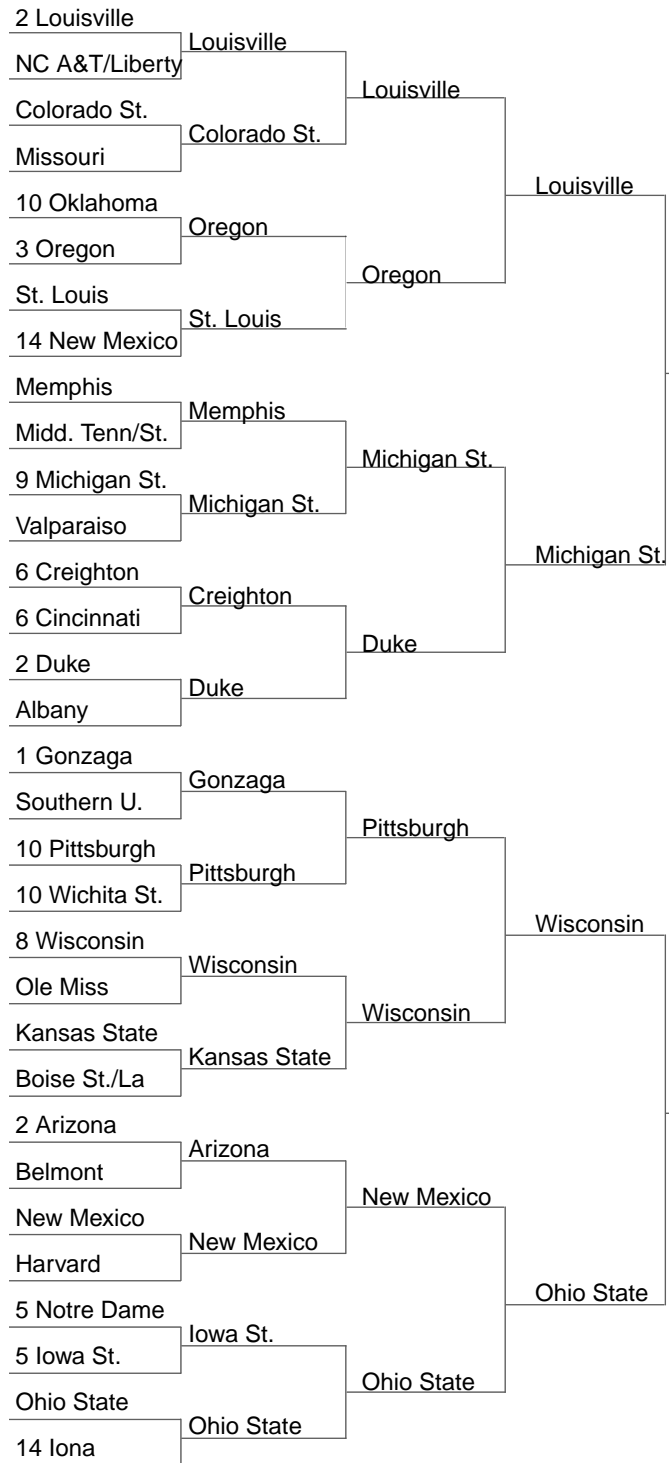 2 Louisville
NC A&T/Liberty
Colorado St.
Missouri
10 Oklahoma
3 Oregon
St. Louis
14 New Mexico
Memphis
Midd. Tenn/St.
9 Michigan St.
Valparaiso
6 Creighton
6 Cincinnati
2 Duke
Albany
1 Gonzaga
Southern U.
10 Pittsburgh
10 Wichita St.
8 Wisconsin
Ole Miss
Kansas State
Boise St./La
2 Arizona
Belmont
New Mexico
Harvard
5 Notre Dame
5 Iowa St.
Ohio State
14 Iona
Louisville
Colorado St.
Oregon
St. Louis
Memphis
Michigan St.
Creighton
Duke
Gonzaga
Pittsburgh
Wisconsin
Kansas State
Arizona
New Mexico
Iowa St.
Ohio State
Louisville
Oregon
Michigan St.
Duke
Pittsburgh
Wisconsin
New Mexico
Ohio State
Louisville
Michigan St.
Wisconsin
Ohio State